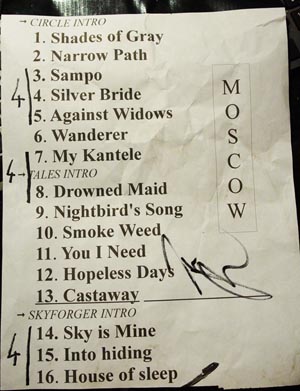 → CIRCLE INTRO
1. Shades of Gray
2. Narrow Path
3. Sampo
4
4. Silver Bride
5. Against Widows
6. Wanderer
7. My Kantele
4
→ TALES INTRO
8. Drowned Maid
9. Nightbird's Song
10. Smoke Weed
11. You I Need
12. Hopeless Days
13. Castaway
→ SKYFORGER INTRO
14. Sky is Mine
4
15. Into hiding
16. House of sleep
MOSCOW